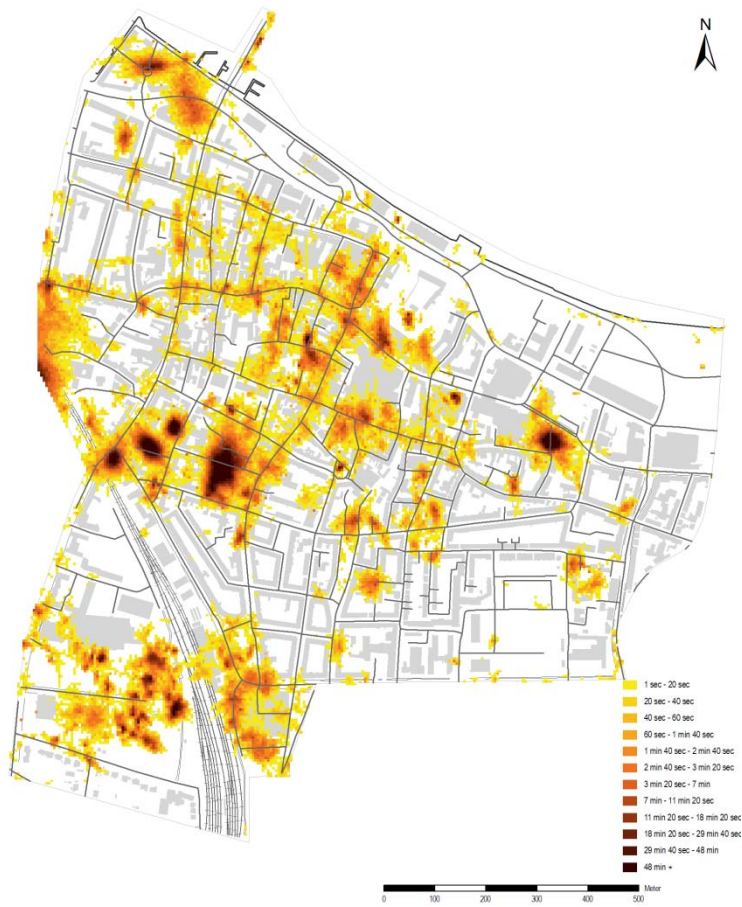 N
1 sec - 20 sec
20 sec - 40 sec
40 sec - 60 sec
60 sec - 1 min 40 sec
1 min 40 sec - 2 min 40 sec
2 min 40 sec - 3 min 20 sec
3 min 20 sec - 7 min
7 min - 11 min 20 sec
11 min 20 sec - 18 min 20 sec
18 min 20 sec - 29 min 40 sec
29 min 40 sec - 48 min
48 min +
Meter
0 100 200 300 400 500